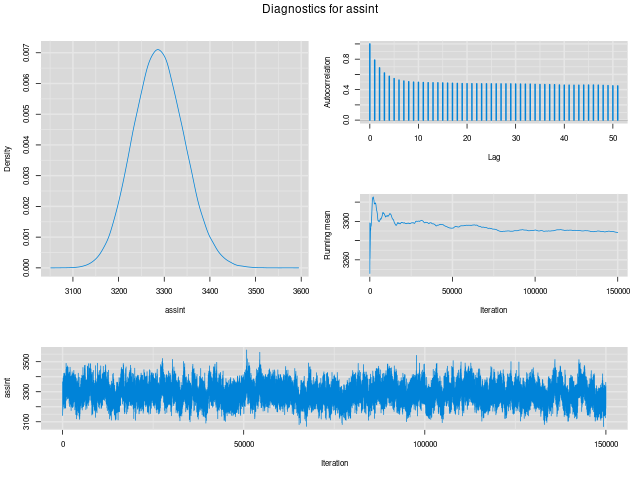 Diagnostics for assint
Density
0.000 0.001 0.002 0.003 0.004 0.005 0.006 0.007
3100 3200 3300 3400 3500 3600
assint
Autocorrelation
0.0 0.4 0.8
0 10 20 30 40 50
Lag
Running mean
3260 3300
0 50000 100000 150000
Iteration
assint
3100 3300 3500
0 50000 100000 150000
Iteration